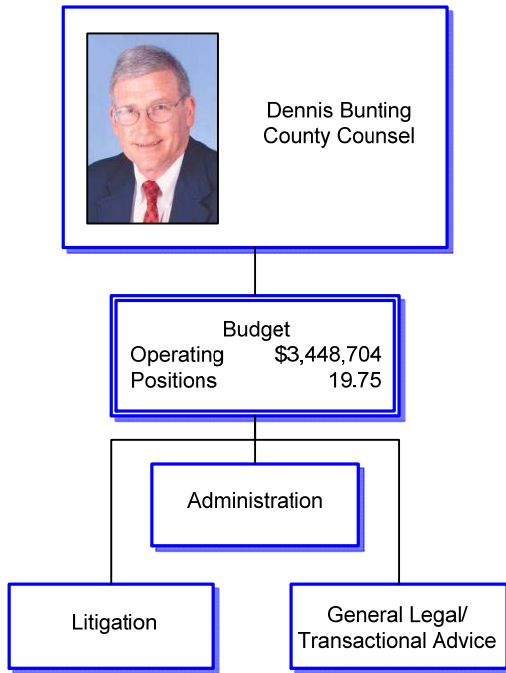 Dennis Bunting
County Counsel
Budget
Operating $3,448,704
Positions 19.75
Administration
Litigation
General Legal/
Transactional Advice